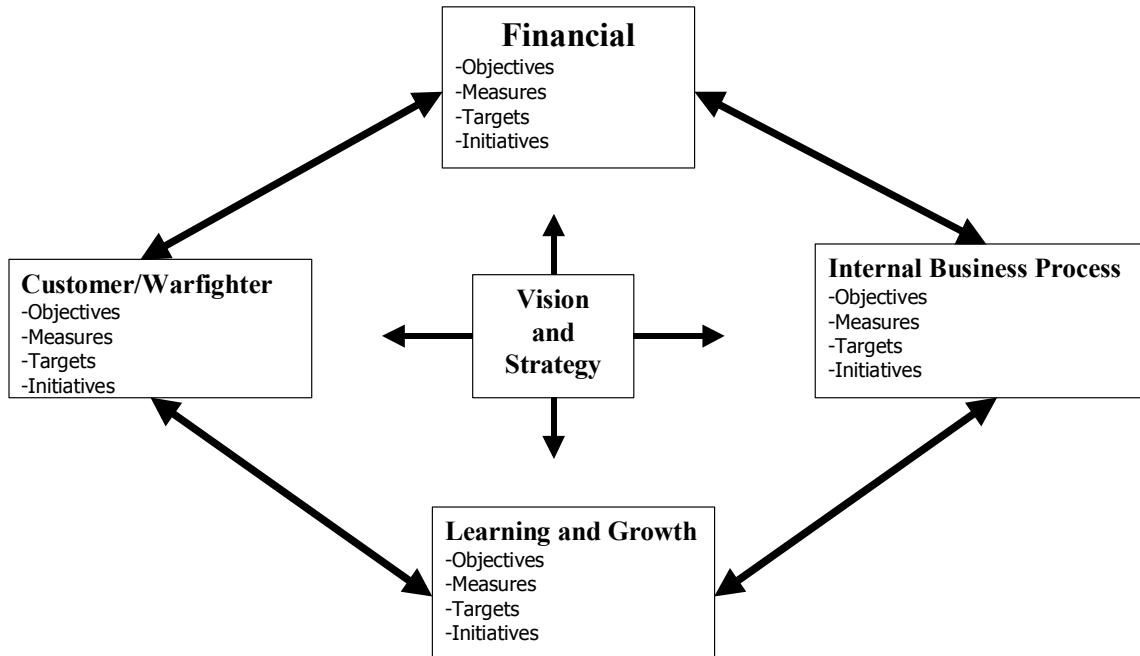 Financial
-Objectives
-Measures
-Targets
-Initiatives
Customer/Warfighter
-Objectives
-Measures
-Targets
-Initiatives
Vision
and
Strategy
Internal Business Process
-Objectives
-Measures
-Targets
-Initiatives
Learning and Growth
-Objectives
-Measures
-Targets
-Initiatives